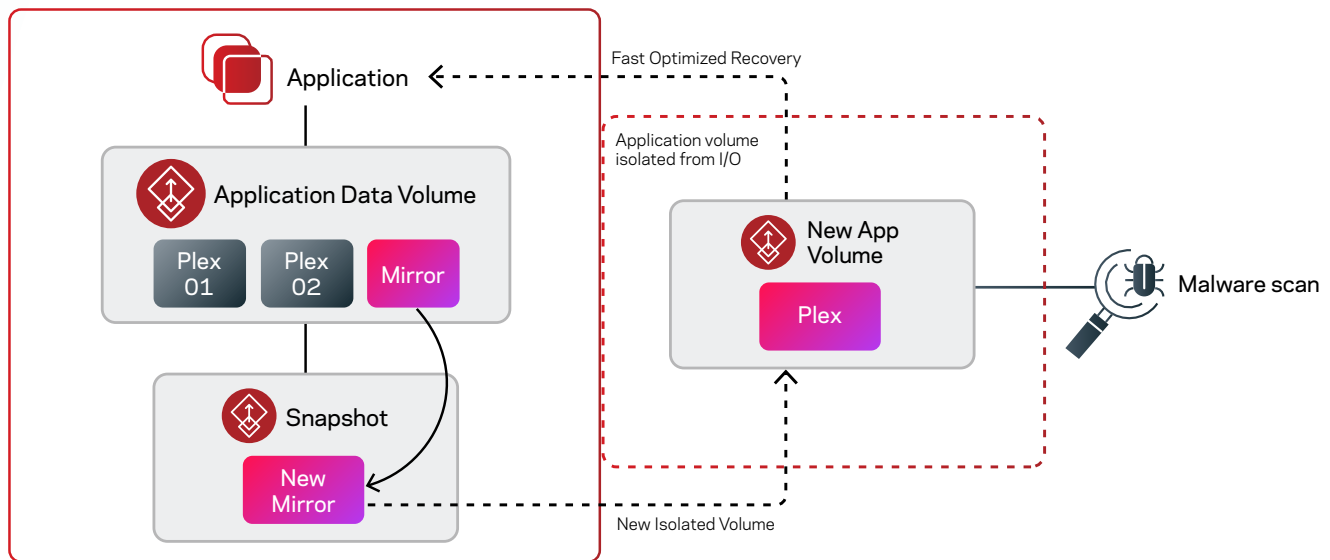 Application
Fast Optimized Recovery
Application Data Volume
Plex
01
Plex
02
Mirror
Snapshot
New
Mirror
Application volume
isolated from I/O
New App
Volume
Plex
Malware scan
New Isolated Volume